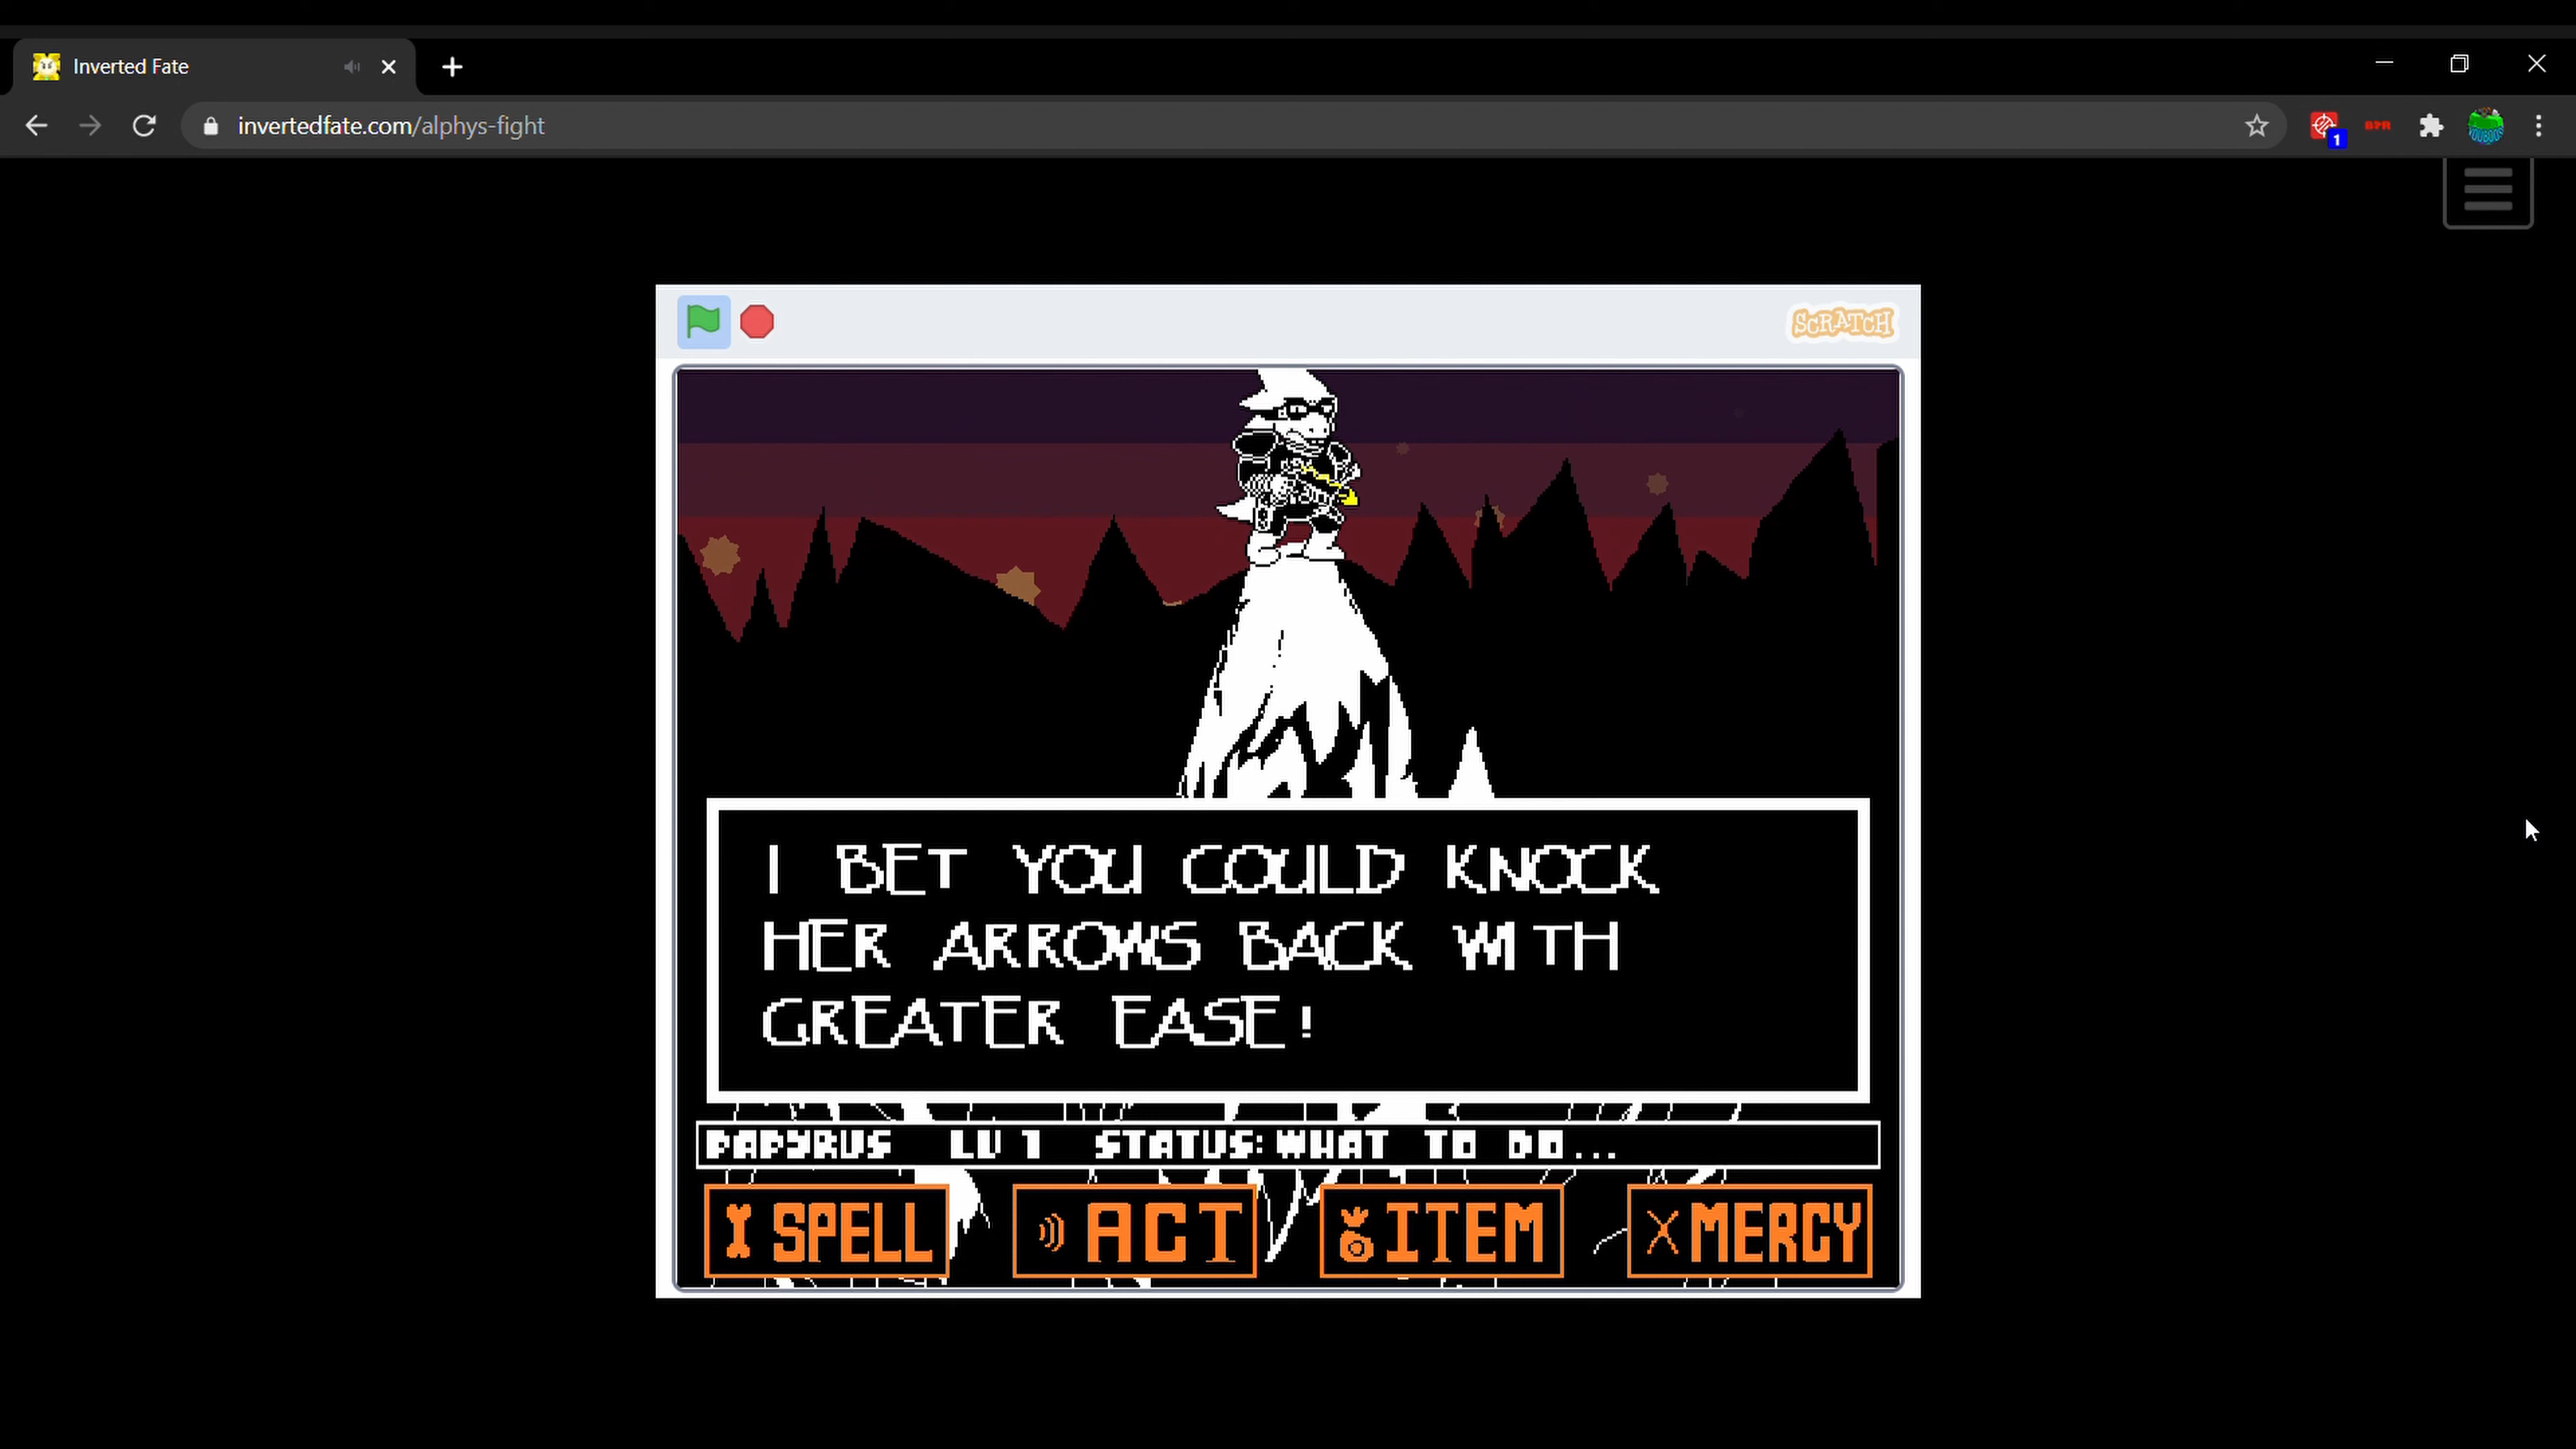 Inverted Fate
invertedfate.com/alphys-fight
1
SCRATCH
I BET YOU COULD KNOCK
HER ARROWS BACK WITH
GREATER EASE!
PAPYRUS LV 1 STATUS: WHAT TO DO...
SPELL ACT ITEM MERCY